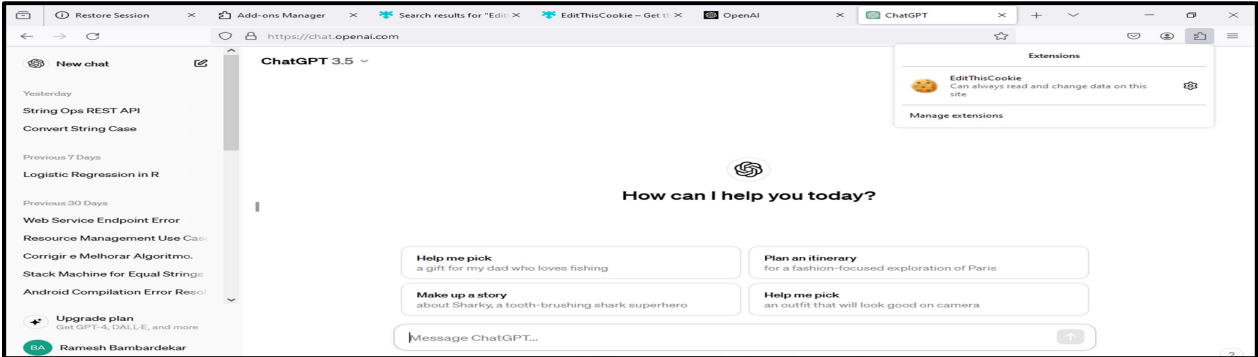 Restore Session
Add-ons Manager
Search results for "Edit
EditThisCookie – Get t
OpenAI
ChatGPT
https://chat.openai.com
New chat
Yesterday
String Ops REST API
Convert String Case
Previous 7 Days
Logistic Regression in R
Previous 30 Days
Web Service Endpoint Error
Resource Management Use Case
Corrigir e Melhorar Algoritmo.
Stack Machine for Equal Strings
Android Compilation Error Resol
Upgrade plan
Get GPT-4, DALL·E, and more
BA Ramesh Bambardekar
ChatGPT 3.5
Extensions
EditThisCookie
Can always read and change data on this
site
Manage extensions
How can I help you today?
Help me pick
a gift for my dad who loves fishing
Plan an itinerary
for a fashion-focused exploration of Paris
Make up a story
about Sharky, a tooth-brushing shark superhero
Help me pick
an outfit that will look good on camera
Message ChatGPT...
?